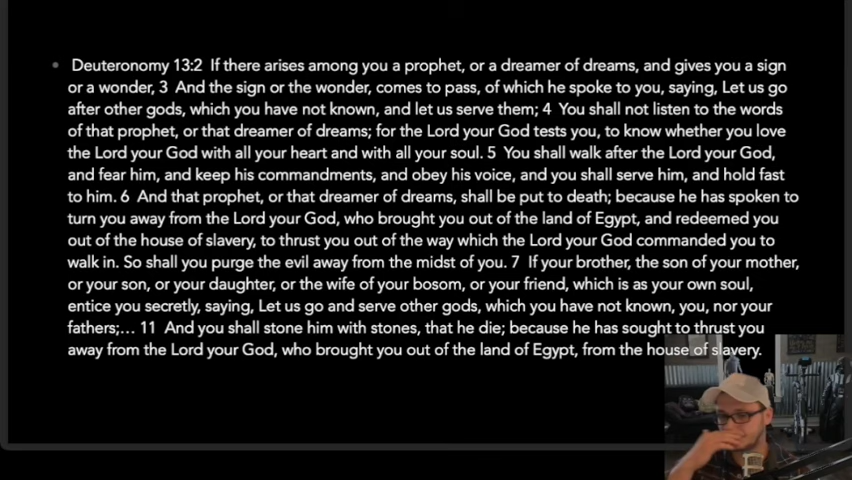 Deuteronomy 13:2 If there arises among you a prophet, or a dreamer of dreams, and gives you a sign
or a wonder, 3 And the sign or the wonder, comes to pass, of which he spoke to you, saying, Let us go
after other gods, which you have not known, and let us serve them; 4 You shall not listen to the words
of that prophet, or that dreamer of dreams; for the Lord your God tests you, to know whether you love
the Lord your God with all your heart and with all your soul. 5 You shall walk after the Lord your God,
and fear him, and keep his commandments, and obey his voice, and you shall serve him, and hold fast
to him. 6 And that prophet, or that dreamer of dreams, shall be put to death; because he has spoken to
turn you away from the Lord your God, who brought you out of the land of Egypt, and redeemed you
out of the house of slavery, to thrust you out of the way which the Lord your God commanded you to
walk in. So shall you purge the evil away from the midst of you. 7 If your brother, the son of your mother,
or your son, or your daughter, or the wife of your bosom, or your friend, which is as your own soul,
entice you secretly, saying, Let us go and serve other gods, which you have not known, you, nor your
fathers;… 11 And you shall stone him with stones, that he die; because he has sought to thrust you
away from the Lord your God, who brought you out of the land of Egypt, from the house of slavery.